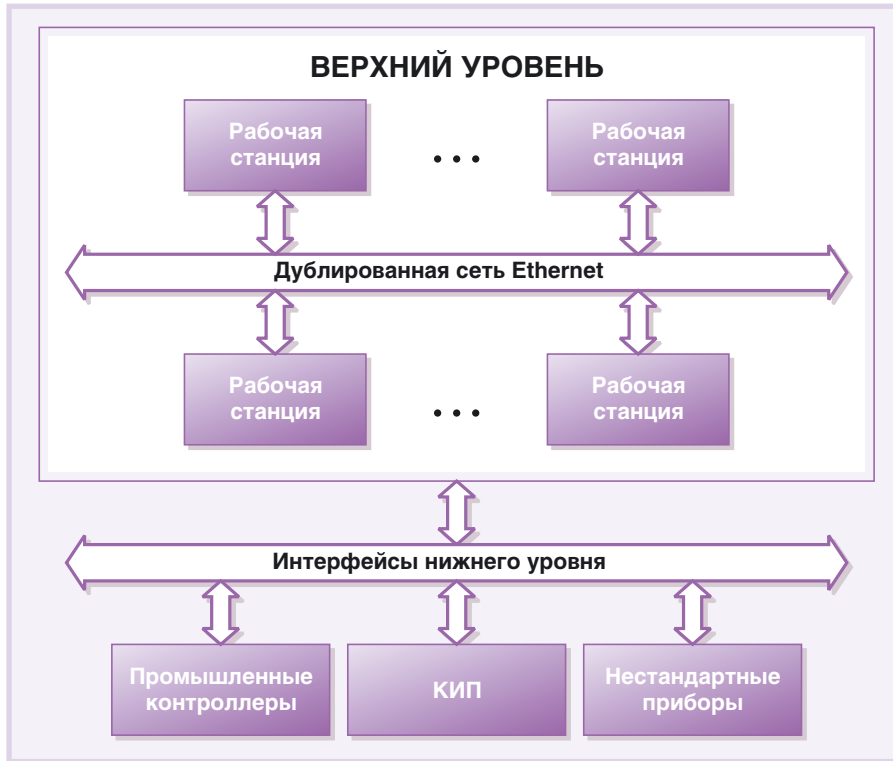 ВЕРХНИЙ УРОВЕНЬ
Рабочая
станция
...
Рабочая
станция
Дублированная сеть Ethernet
Рабочая
станция
...
Рабочая
станция
Интерфейсы нижнего уровня
Промышленные
контроллеры
КИП
Нестандартные
приборы